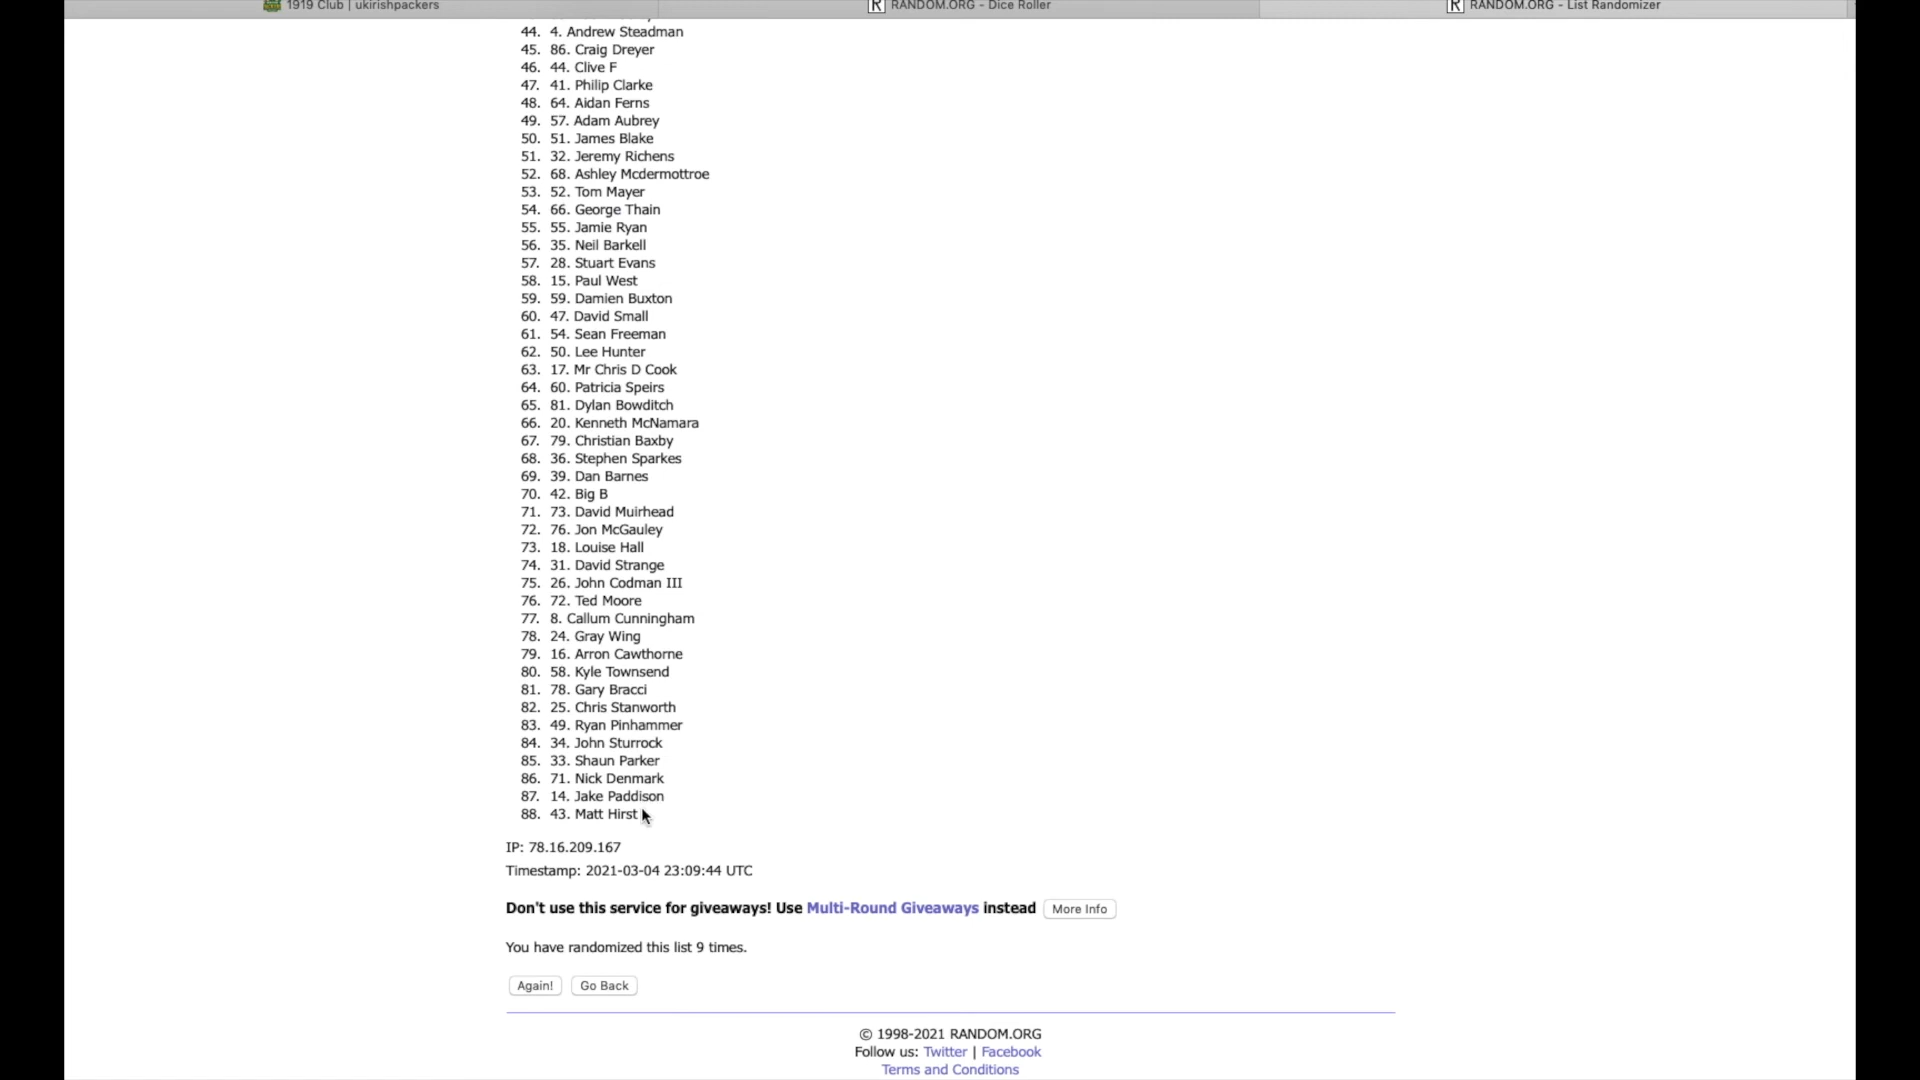 1919 Club | ukirishpackers
RANDOM.ORG - Dice Roller
RANDOM.ORG - List Randomizer
44. 4. Andrew Steadman
45. 86. Craig Dreyer
46. 44. Clive F
47. 41. Philip Clarke
48. 64. Aidan Ferns
49. 57. Adam Aubrey
50. 51. James Blake
51. 32. Jeremy Richens
52. 68. Ashley Mcdermottroe
53. 52. Tom Mayer
54. 66. George Thain
55. 55. Jamie Ryan
56. 35. Neil Barkell
57. 28. Stuart Evans
58. 15. Paul West
59. 59. Damien Buxton
60. 47. David Small
61. 54. Sean Freeman
62. 50. Lee Hunter
63. 17. Mr Chris D Cook
64. 60. Patricia Speirs
65. 81. Dylan Bowditch
66. 20. Kenneth McNamara
67. 79. Christian Baxby
68. 36. Stephen Sparkes
69. 39. Dan Barnes
70. 42. Big B
71. 73. David Muirhead
72. 76. Jon McGauley
73. 18. Louise Hall
74. 31. David Strange
75. 26. John Codman III
76. 72. Ted Moore
77. 8. Callum Cunningham
78. 24. Gray Wing
79. 16. Arron Cawthorne
80. 58. Kyle Townsend
81. 78. Gary Bracci
82. 25. Chris Stanworth
83. 49. Ryan Pinhammer
84. 34. John Sturrock
85. 33. Shaun Parker
86. 71. Nick Denmark
87. 14. Jake Paddison
88. 43. Matt Hirst
IP: 78.16.209.167
Timestamp: 2021-03-04 23:09:44 UTC
Don't use this service for giveaways! Use Multi-Round Giveaways instead More Info
You have randomized this list 9 times.
Again! Go Back
© 1998-2021 RANDOM.ORG
Follow us: Twitter | Facebook
Terms and Conditions